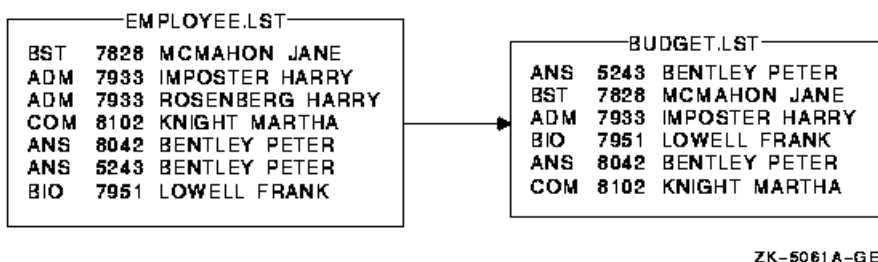 EMPLOYEE.LST
BST 7828 MCMAHON JANE
ADM 7933 IMPOSTER HARRY
ADM 7933 ROSENBERG HARRY
COM 8102 KNIGHT MARTHA
ANS 8042 BENTLEY PETER
ANS 5243 BENTLEY PETER
BIO 7951 LOWELL FRANK
BUDGET.LST
ANS 5243 BENTLEY PETER
BST 7828 MCMAHON JANE
ADM 7933 IMPOSTER HARRY
BIO 7951 LOWELL FRANK
ANS 8042 BENTLEY PETER
COM 8102 KNIGHT MARTHA
ZK-5061A-GE